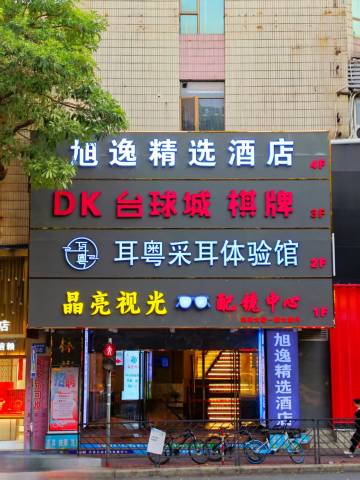 旭逸精选酒店 4F
DK 台球城 棋牌 3F
耳粤 耳粤采耳体验馆 2F
晶亮视光 配镜中心 1F
旭逸精选酒店
店